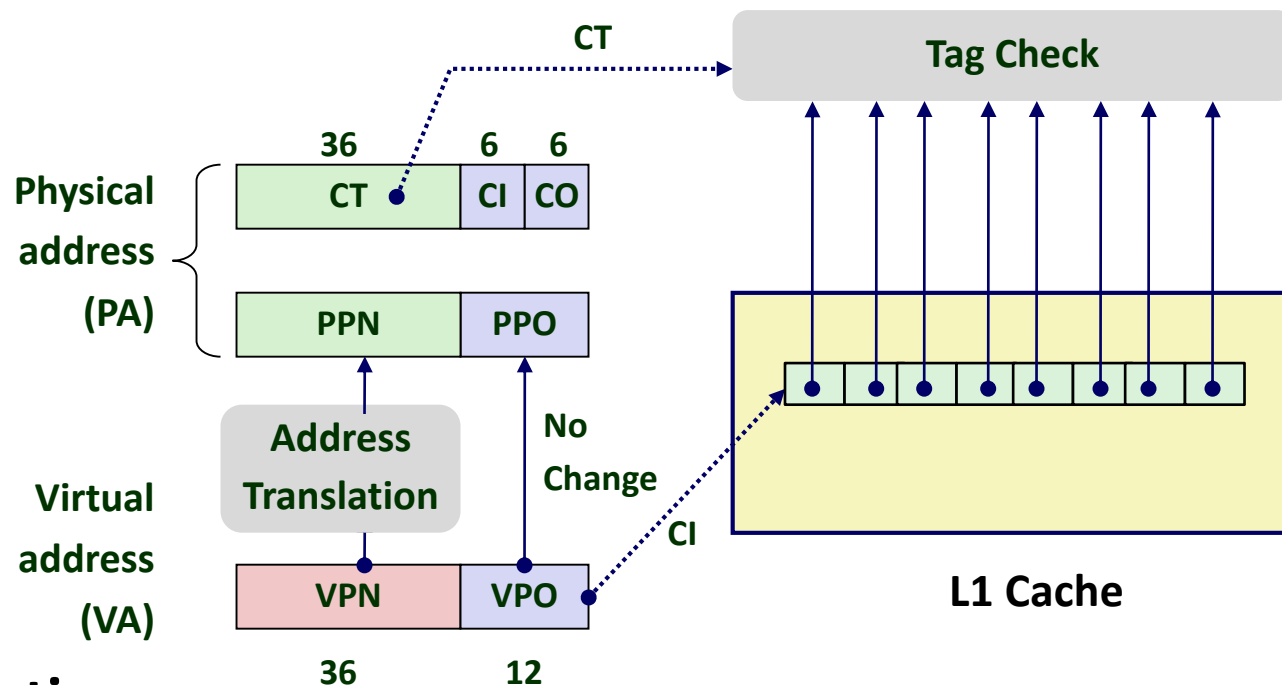 CT
Tag Check
36 6 6
Physical
address
(PA)
CT CI CO
PPN PPO
Address
Translation
No
Change
Virtual
address
(VA)
CI
VPN VPO
L1 Cache
36 12